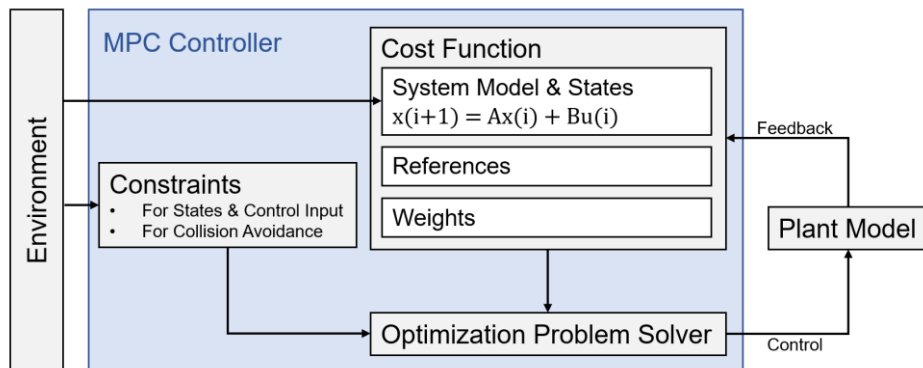 Environment
MPC Controller
Cost Function
System Model & States
x(i+1) = Ax(i) + Bu(i)
References
Weights
Constraints
• For States & Control Input
• For Collision Avoidance
Optimization Problem Solver
Feedback
Plant Model
Control